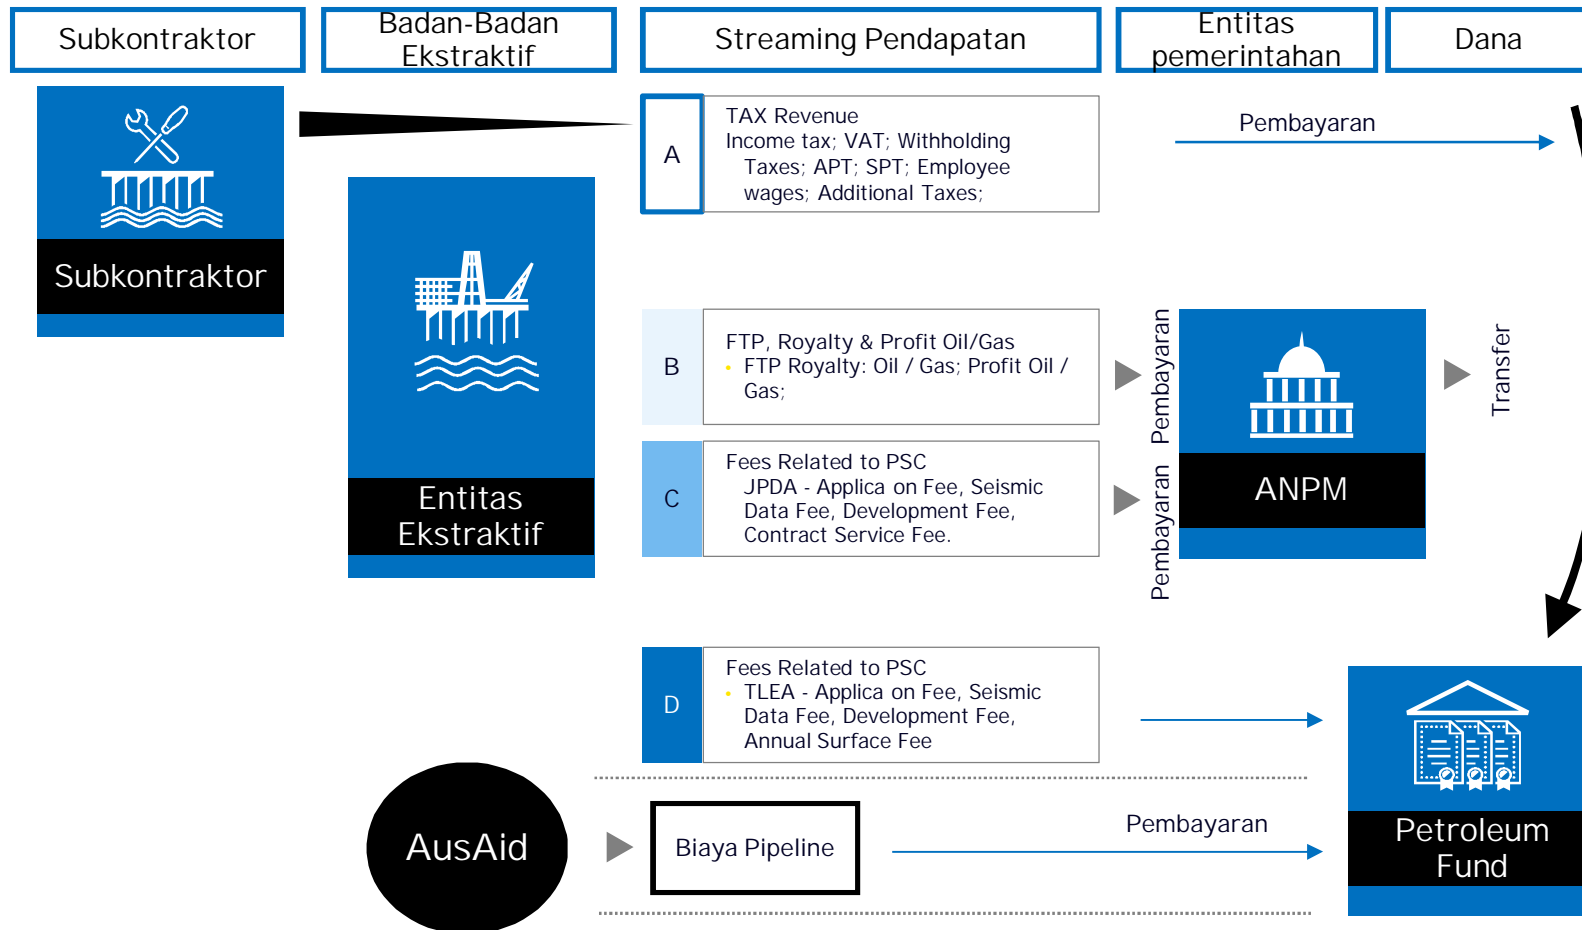 Subkontraktor
Badan-Badan
Ekstraktif
Streaming Pendapatan
Entitas
pemerintahan
Dana
Subkontraktor
Entitas
Ekstraktif
A
TAX Revenue
Income tax; VAT; Withholding
Taxes; APT; SPT; Employee
wages; Additional Taxes;
Pembayaran
B
FTP, Royalty & Profit Oil/Gas
• FTP Royalty: Oil / Gas; Profit Oil /
Gas;
Pembayaran
C
Fees Related to PSC
JPDA - Applica on Fee, Seismic
Data Fee, Development Fee,
Contract Service Fee.
Pembayaran
ANPM
Transfer
D
Fees Related to PSC
• TLEA - Applica on Fee, Seismic
Data Fee, Development Fee,
Annual Surface Fee
AusAid
Biaya Pipeline
Pembayaran
Petroleum
Fund